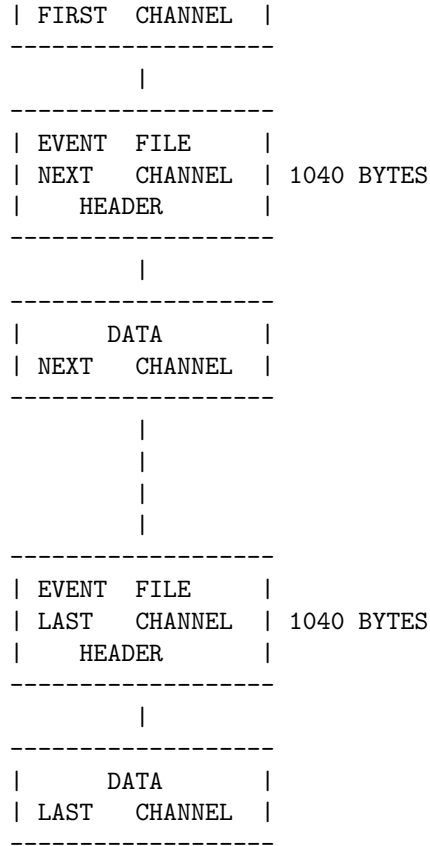 | FIRST CHANNEL |
-------------------
|
-------------------
| EVENT FILE |
| NEXT CHANNEL | 1040 BYTES
| HEADER |
-------------------
|
-------------------
| DATA |
| NEXT CHANNEL |
-------------------
|
|
|
|
-------------------
| EVENT FILE |
| LAST CHANNEL | 1040 BYTES
| HEADER |
-------------------
|
-------------------
| DATA |
| LAST CHANNEL |
-------------------